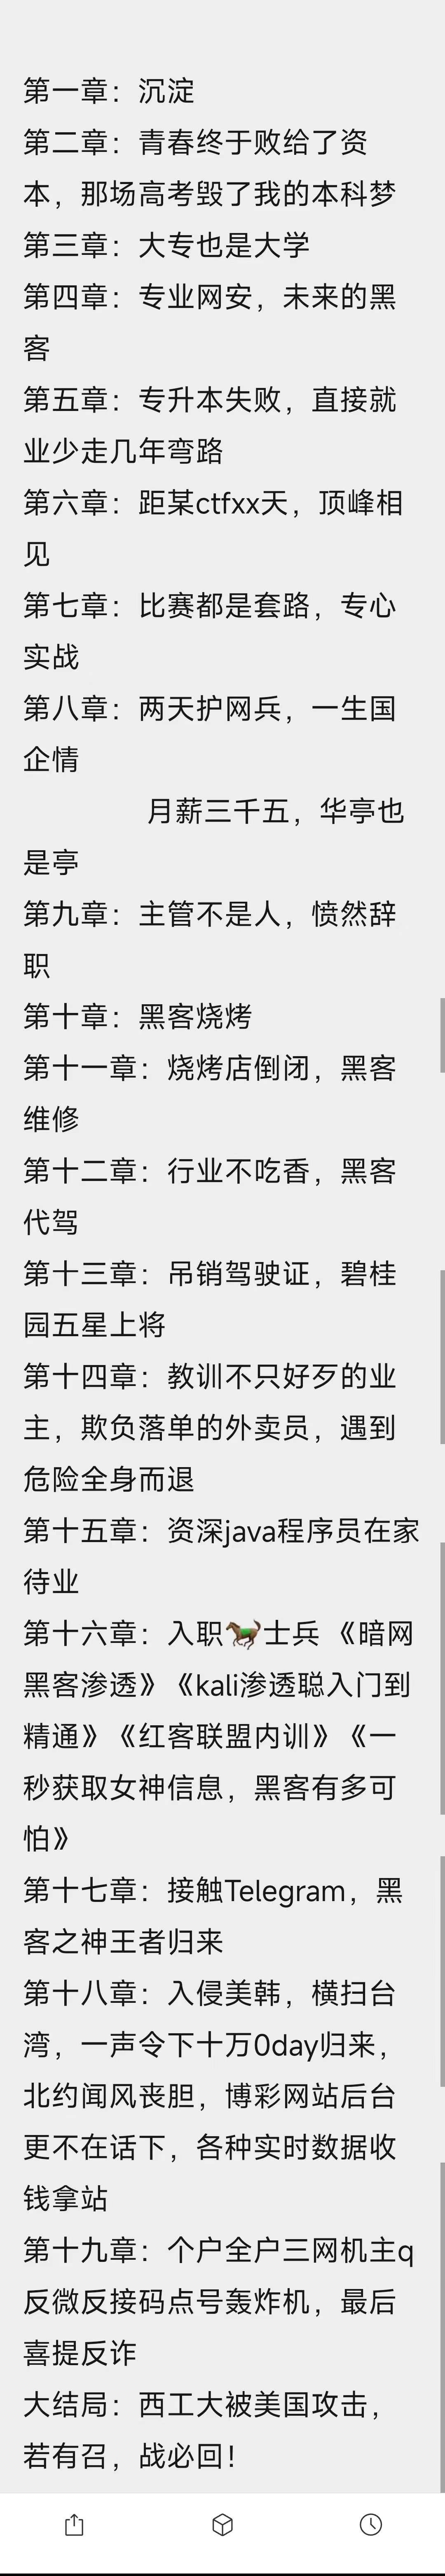 第一章：沉淀
第二章：青春终于败给了资
本，那场高考毁了我的本科梦
第三章：大专也是大学
第四章：专业网安，未来的黑
客
第五章：专升本失败，直接就
业少走几年弯路
第六章：距某ctfxx天，顶峰相
见
第七章：比赛都是套路，专心
实战
第八章：两天护网兵，一生国
企情
月薪三千五，华亭也
是亭
第九章：主管不是人，愤然辞
职
第十章：黑客烧烤
第十一章：烧烤店倒闭，黑客
维修
第十二章：行业不吃香，黑客
代驾
第十三章：吊销驾驶证，碧桂
园五星上将
第十四章：教训不只好歹的业
主，欺负落单的外卖员，遇到
危险全身而退
第十五章：资深java程序员在家
待业
第十六章：入职🐎士兵 《暗网
黑客渗透》《kali渗透聪入门到
精通》《红客联盟内训》《一
秒获取女神信息，黑客有多可
怕》
第十七章：接触Telegram，黑
客之神王者归来
第十八章：入侵美韩，横扫台
湾，一声令下十万0day归来，
北约闻风丧胆，博彩网站后台
更不在话下，各种实时数据收
钱拿站
第十九章：个户全户三网机主q
反微反接码点号轰炸机，最后
喜提反诈
大结局：西工大被美国攻击，
若有召，战必回！